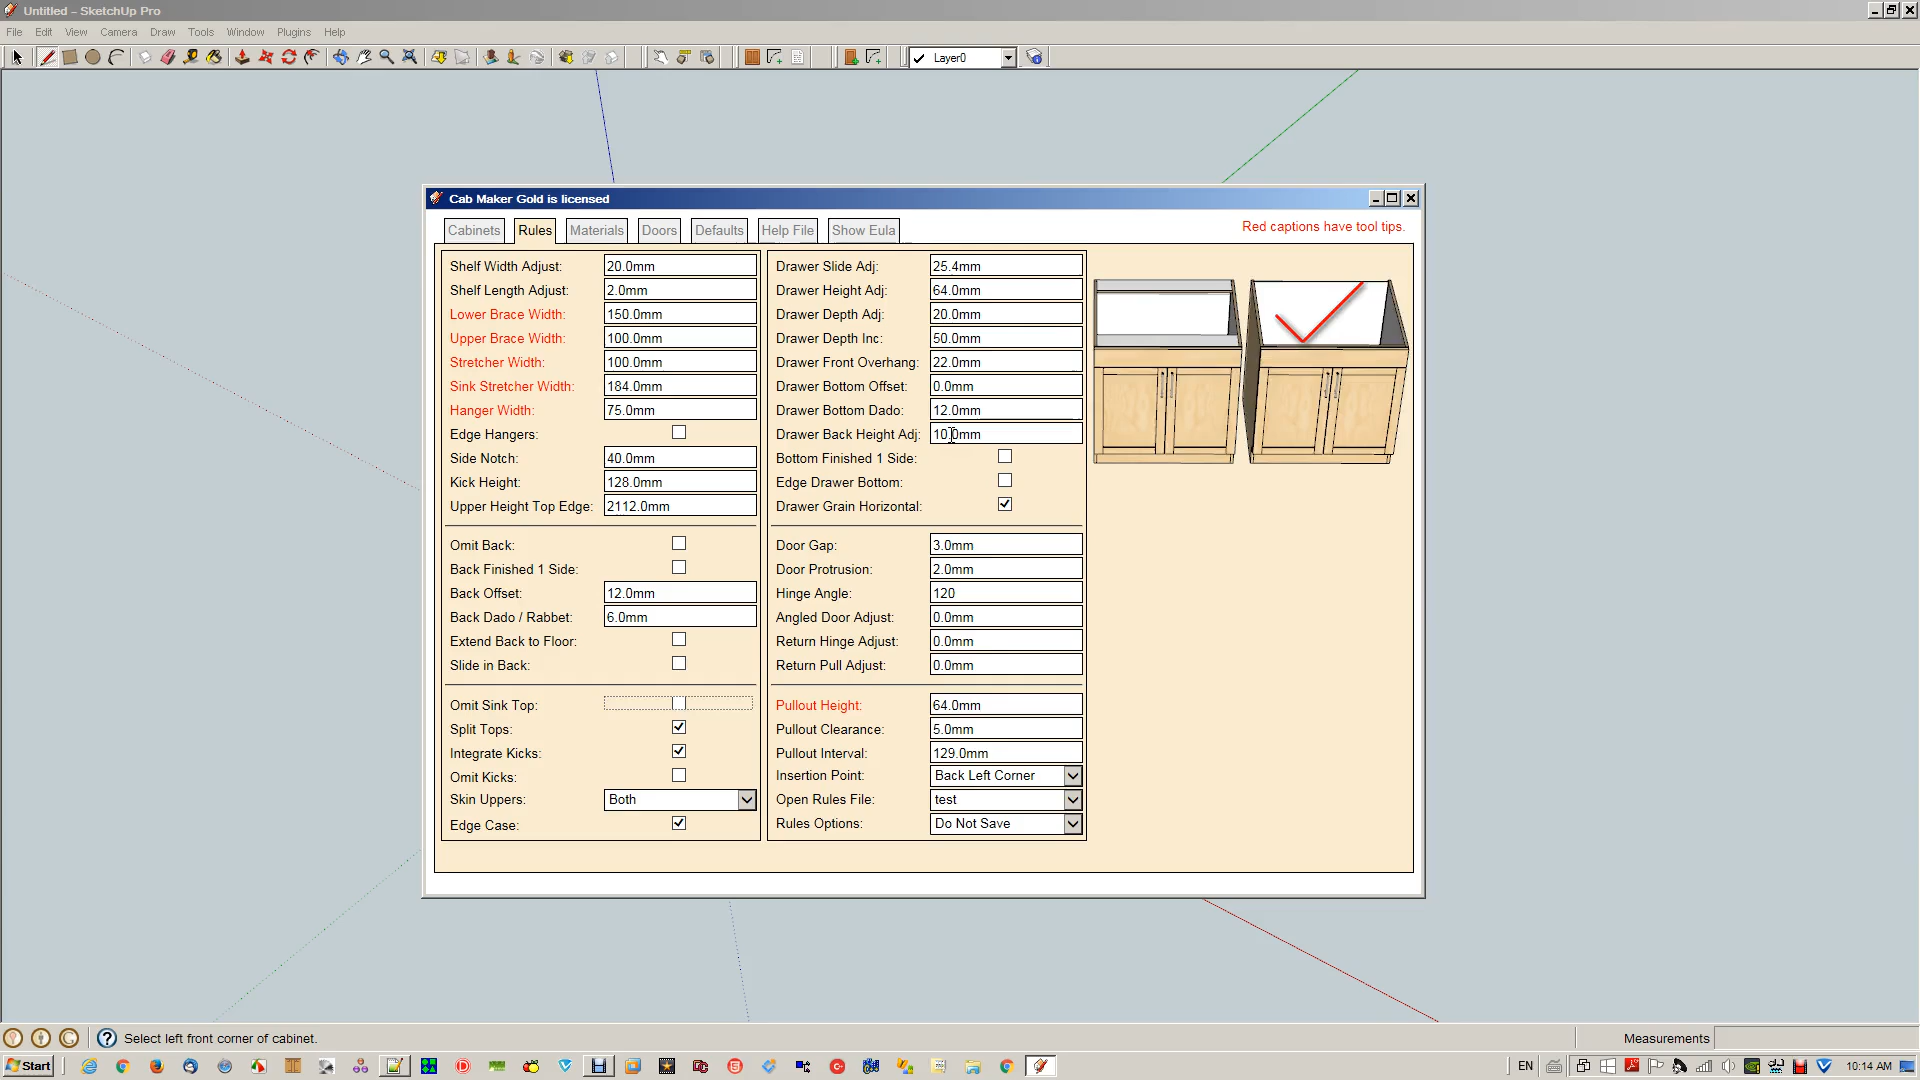 Untitled - SketchUp Pro
File Edit View Camera Draw Tools Window Plugins Help
Layer0
Cab Maker Gold is licensed
Cabinets Rules Materials Doors Defaults Help File Show Eula
Red captions have tool tips.
Shelf Width Adjust: 20.0mm
Shelf Length Adjust: 2.0mm
Lower Brace Width: 150.0mm
Upper Brace Width: 100.0mm
Stretcher Width: 100.0mm
Sink Stretcher Width: 184.0mm
Hanger Width: 75.0mm
Edge Hangers:
Side Notch: 40.0mm
Kick Height: 128.0mm
Upper Height Top Edge: 2112.0mm
Omit Back:
Back Finished 1 Side:
Back Offset: 12.0mm
Back Dado / Rabbet: 6.0mm
Extend Back to Floor:
Slide in Back:
Omit Sink Top:
Split Tops:
Integrate Kicks:
Omit Kicks:
Skin Uppers: Both
Edge Case:
Drawer Slide Adj: 25.4mm
Drawer Height Adj: 64.0mm
Drawer Depth Adj: 20.0mm
Drawer Depth Inc: 50.0mm
Drawer Front Overhang: 22.0mm
Drawer Bottom Offset: 0.0mm
Drawer Bottom Dado: 12.0mm
Drawer Back Height Adj: 10.0mm
Bottom Finished 1 Side:
Edge Drawer Bottom:
Drawer Grain Horizontal:
Door Gap: 3.0mm
Door Protrusion: 2.0mm
Hinge Angle: 120
Angled Door Adjust: 0.0mm
Return Hinge Adjust: 0.0mm
Return Pull Adjust: 0.0mm
Pullout Height: 64.0mm
Pullout Clearance: 5.0mm
Pullout Interval: 129.0mm
Insertion Point: Back Left Corner
Open Rules File: test
Rules Options: Do Not Save
Select left front corner of cabinet.
Measurements
Start
EN
10:14 AM